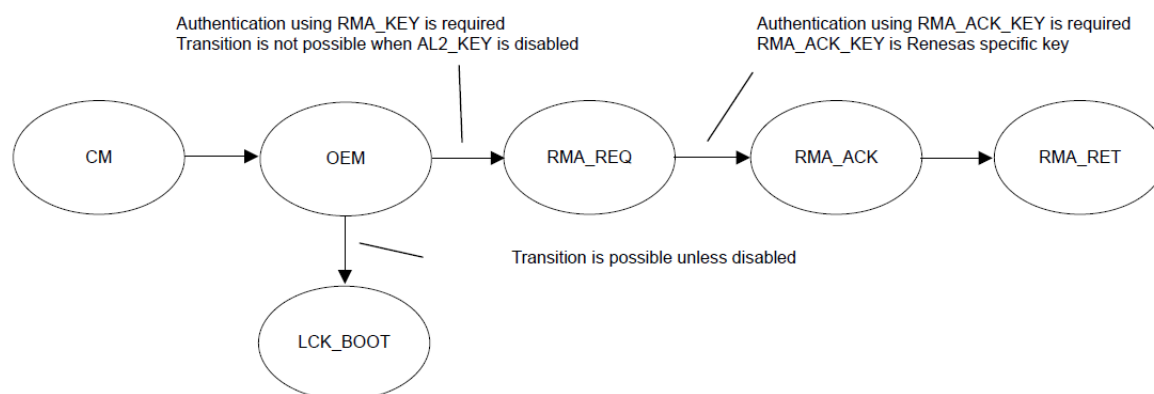 Authentication using RMA_KEY is required
Transition is not possible when AL2_KEY is disabled
Authentication using RMA_ACK_KEY is required
RMA_ACK_KEY is Renesas specific key
CM
OEM
RMA_REQ
RMA_ACK
RMA_RET
Transition is possible unless disabled
LCK_BOOT